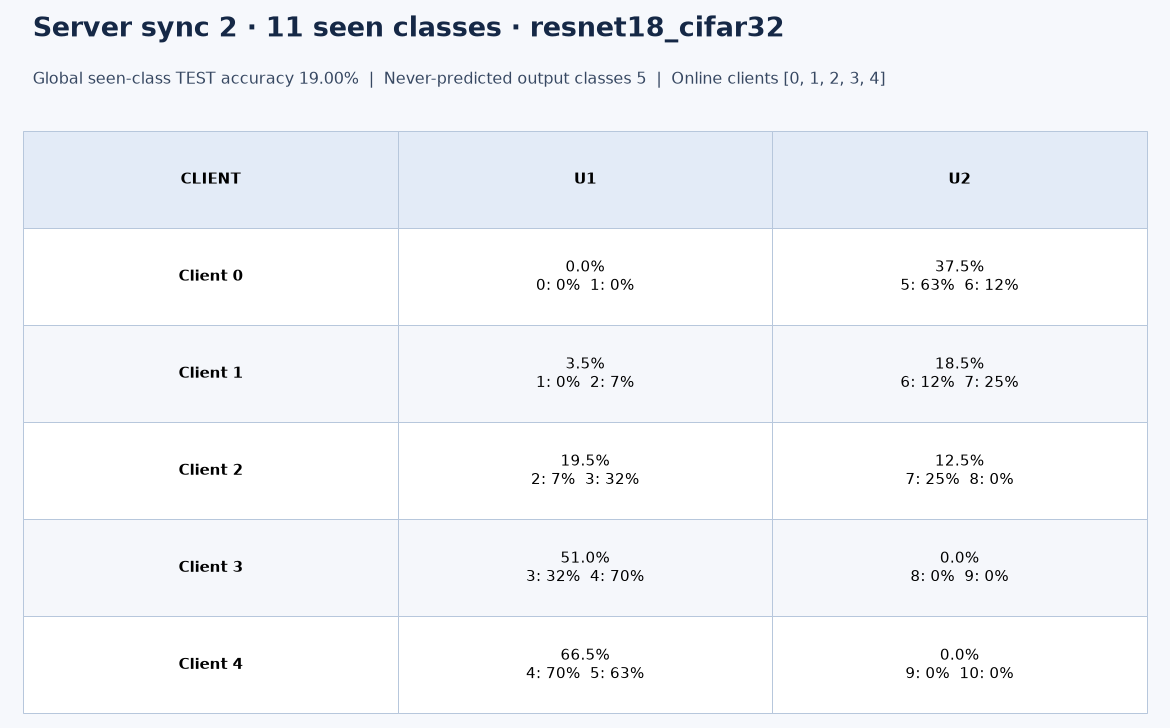 Server sync 2 · 11 seen classes · resnet18_cifar32
Global seen-class TEST accuracy 19.00%  |  Never-predicted output classes 5  |  Online clients [0, 1, 2, 3, 4]
CLIENT U1 U2
Client 0
0.0%
0: 0%  1: 0%
37.5%
5: 63%  6: 12%
Client 1
3.5%
1: 0%  2: 7%
18.5%
6: 12%  7: 25%
Client 2
19.5%
2: 7%  3: 32%
12.5%
7: 25%  8: 0%
Client 3
51.0%
3: 32%  4: 70%
0.0%
8: 0%  9: 0%
Client 4
66.5%
4: 70%  5: 63%
0.0%
9: 0%  10: 0%